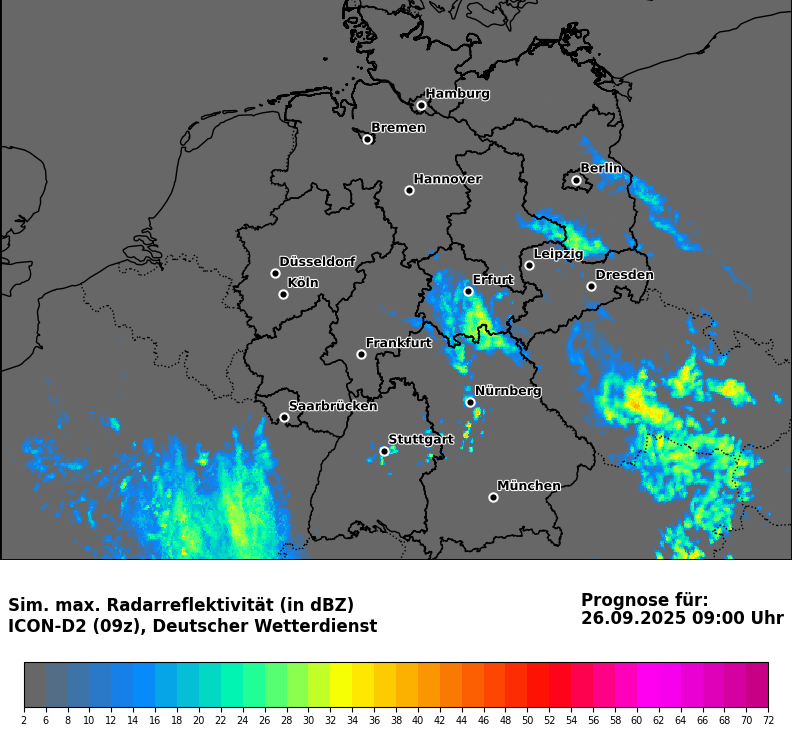 Hamburg
Bremen
Berlin
Hannover
Leipzig
Düsseldorf
Dresden
Erfurt
Köln
Frankfurt
Nürnberg
Saarbrücken
Stuttgart
München
Sim. max. Radarreflektivität (in dBZ)
ICON-D2 (09z), Deutscher Wetterdienst
Prognose für:
26.09.2025 09:00 Uhr
2 6 8 10 12 14 16 18 20 22 24 26 28 30 32 34 36 38 40 42 44 46 48 50 52 54 56 58 60 62 64 66 68 70 72